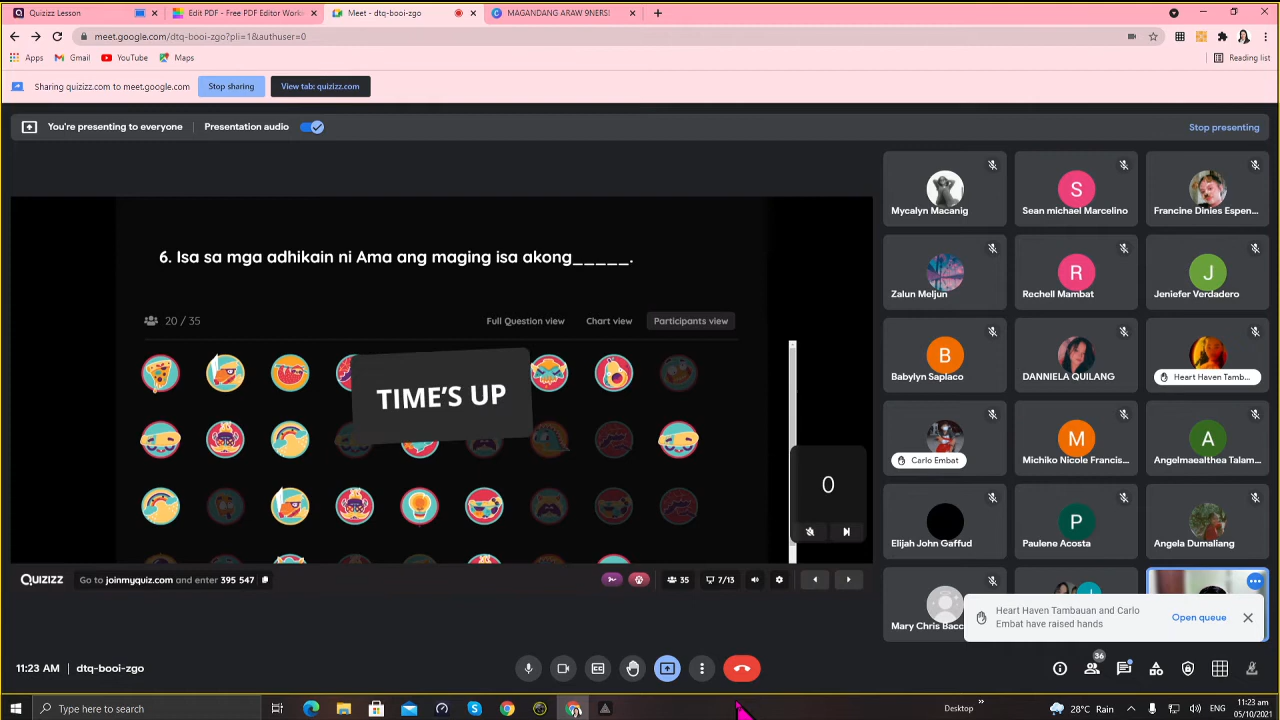 Quizizz Lesson
Edit PDF - Free PDF Editor Worki
Meet - dtq-booi-zgo
MAGANDANG ARAW 9NERS!
meet.google.com/dtq-booi-zgo?pli=1&authuser=0
Apps
Gmail
YouTube
Maps
Reading list
Sharing quizizz.com to meet.google.com
Stop sharing
View tab: quizizz.com
You're presenting to everyone
Presentation audio
Stop presenting
6. Isa sa mga adhikain ni Ama ang maging isa akong_____.
20 / 35
Full Question view
Chart view
Participants view
TIME'S UP
0
Quizizz
Go to joinmyquiz.com and enter 395 547
35
7/13
Mycalyn Macanig
Sean michael Marcelino
Francine Dinies Espen...
Zalun Meljun
Rechell Mambat
Jeniefer Verdadero
Babylyn Saplaco
DANNIELA QUILANG
Heart Haven Tamb...
Carlo Embat
Michiko Nicole Francis...
Angelmaealthea Talam...
Elijah John Gaffud
Paulene Acosta
Angela Dumaliang
Mary Chris Bacc
Heart Haven Tambauan and Carlo
Embat have raised hands
Open queue
11:23 AM
dtq-booi-zgo
36
Type here to search
Desktop
28°C Rain
ENG
11:23 am
05/10/2021